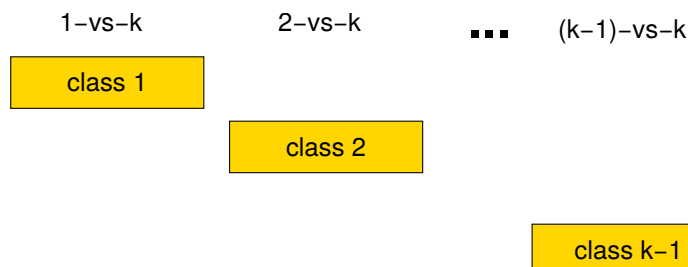 1−vs−k 2−vs−k (k−1)−vs−k
class 1
class 2
class k−1